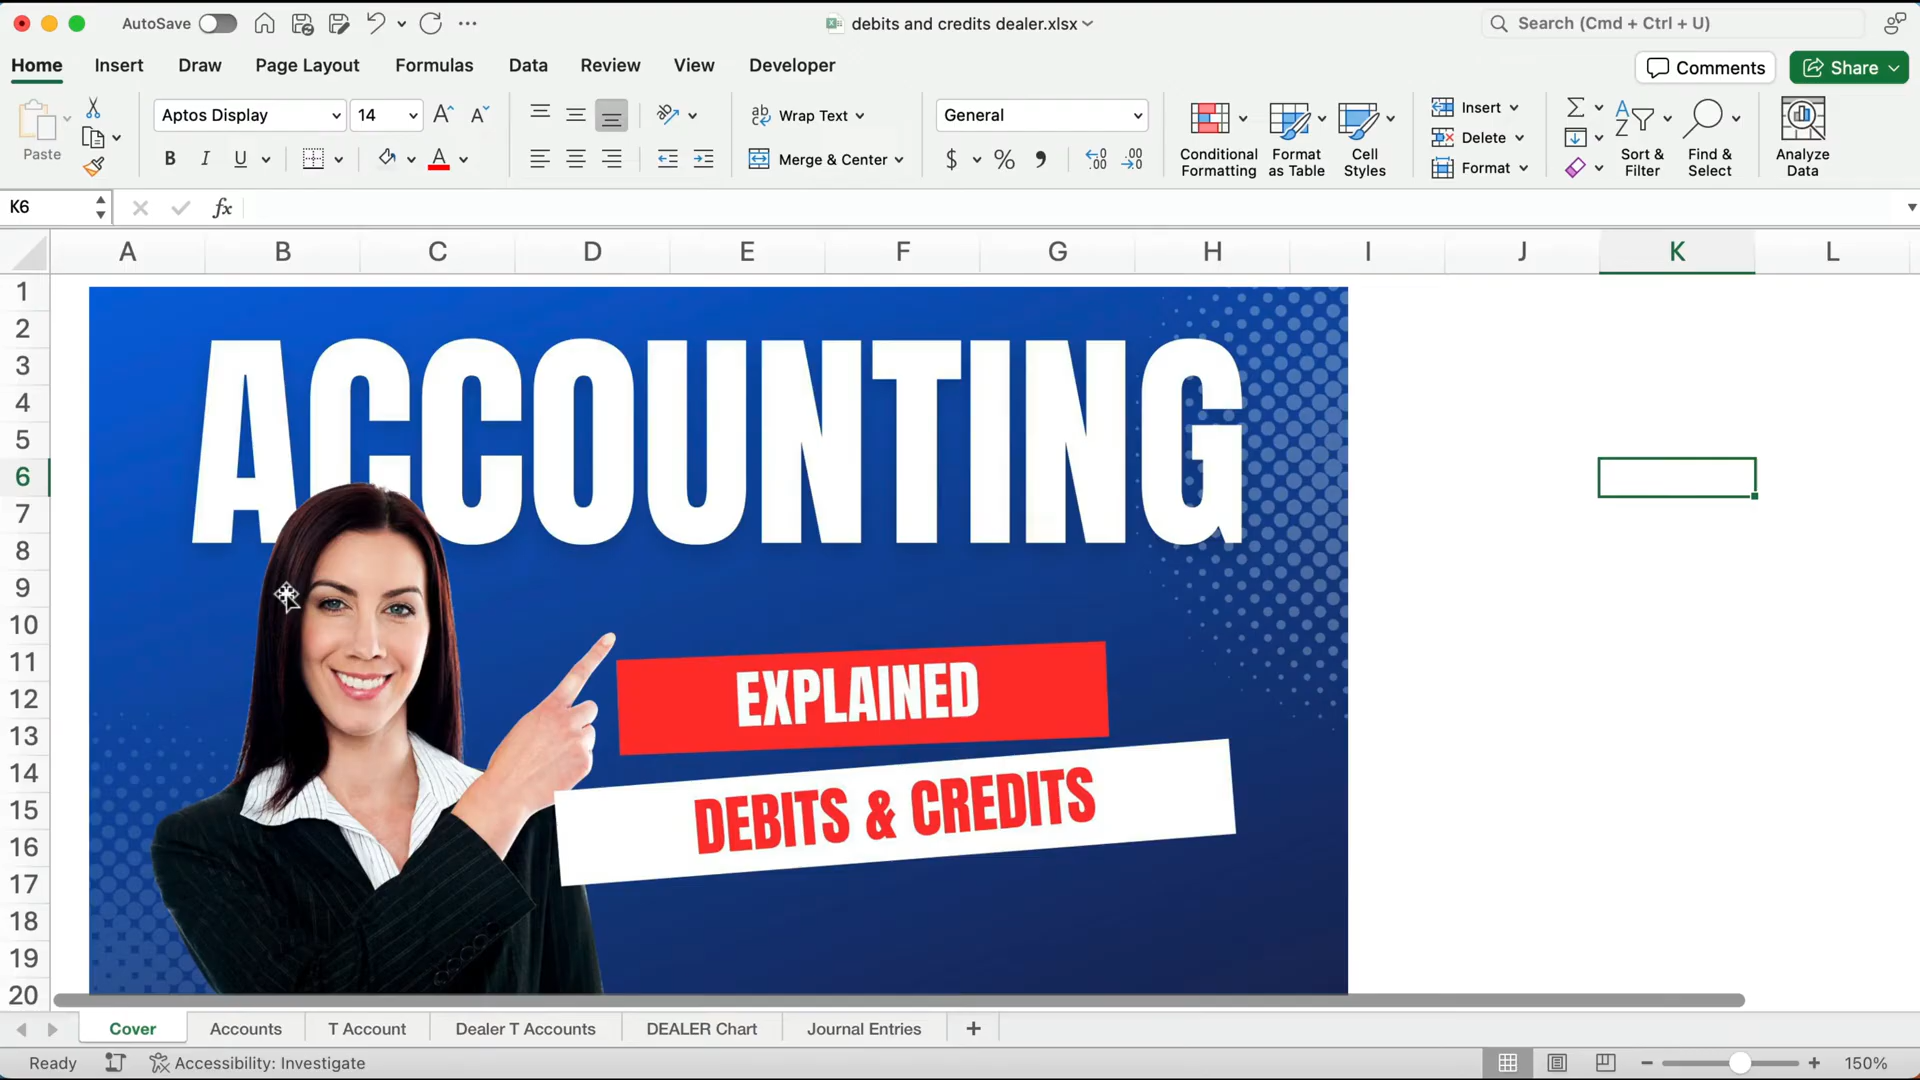 AutoSave
debits and credits dealer.xlsx
Search (Cmd + Ctrl + U)
Home Insert Draw Page Layout Formulas Data Review View Developer
Comments
Share
Paste
Aptos Display
14
B I U
A
Wrap Text
Merge & Center
General
$ % 9
Conditional
Formatting
Format
as Table
Cell
Styles
Insert
Delete
Format
Sort &
Filter
Find &
Select
Analyze
Data
K6
fx
A B C D E F G H I J K L
1
2
3
4
5
6
7
8
9
10
11
12
13
14
15
16
17
18
19
20
ACCOUNTING
EXPLAINED
DEBITS & CREDITS
Cover Accounts T Account Dealer T Accounts DEALER Chart Journal Entries +
Ready
Accessibility: Investigate
150%